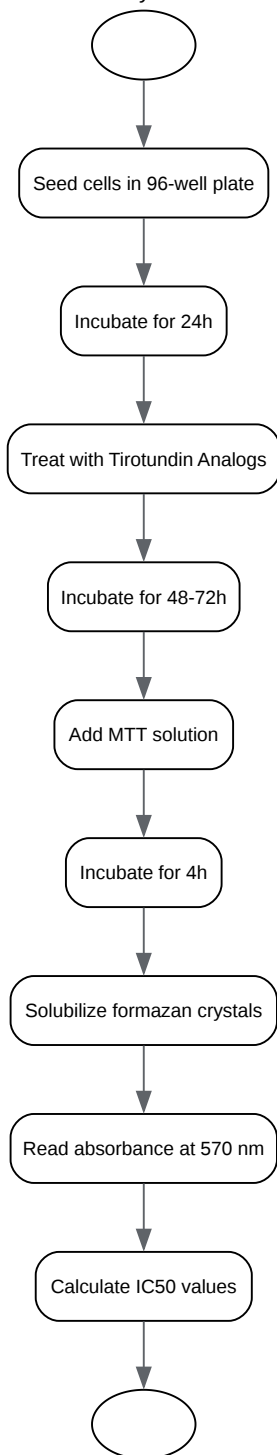 Seed cells in 96-well plate
Incubate for 24h
Treat with Tirotundin Analogs
Incubate for 48-72h
Add MTT solution
Incubate for 4h
Solubilize formazan crystals
Read absorbance at 570 nm
Calculate IC50 values